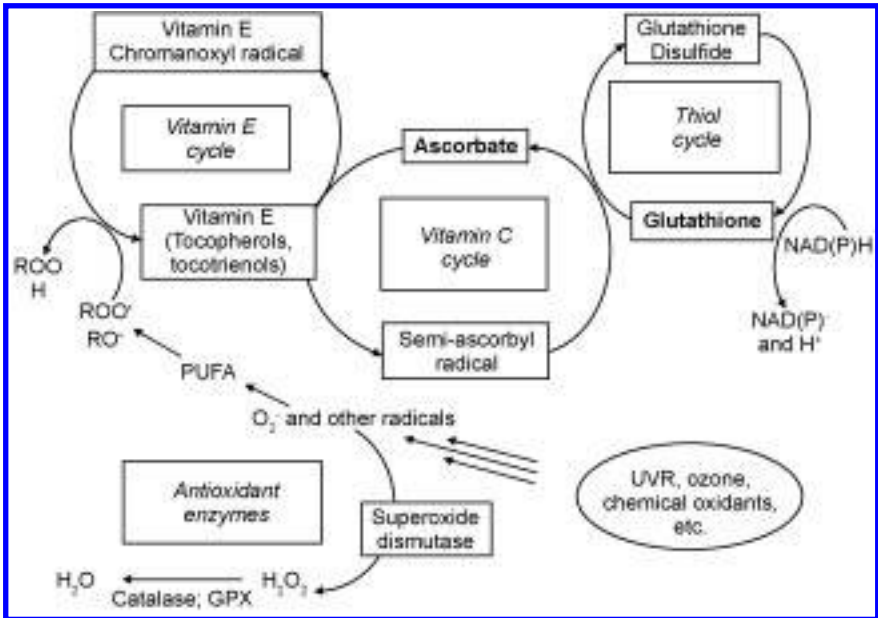 Vitamin E
Chromanoxyl radical
Glutathione
Disulfide
Vitamin E
cycle
Thiol
cycle
Ascorbate
Vitamin E
(Tocopherols,
tocotrienols)
Vitamin C
cycle
Glutathione
NAD(P)H
ROO
H
ROO•
RO•
NAD(P)-
and H+
Semi-ascorbyl
radical
PUFA
O2- and other radicals
UVR, ozone,
chemical oxidants,
etc.
Antioxidant
enzymes
Superoxide
dismutase
H2O
H2O2
Catalase; GPX